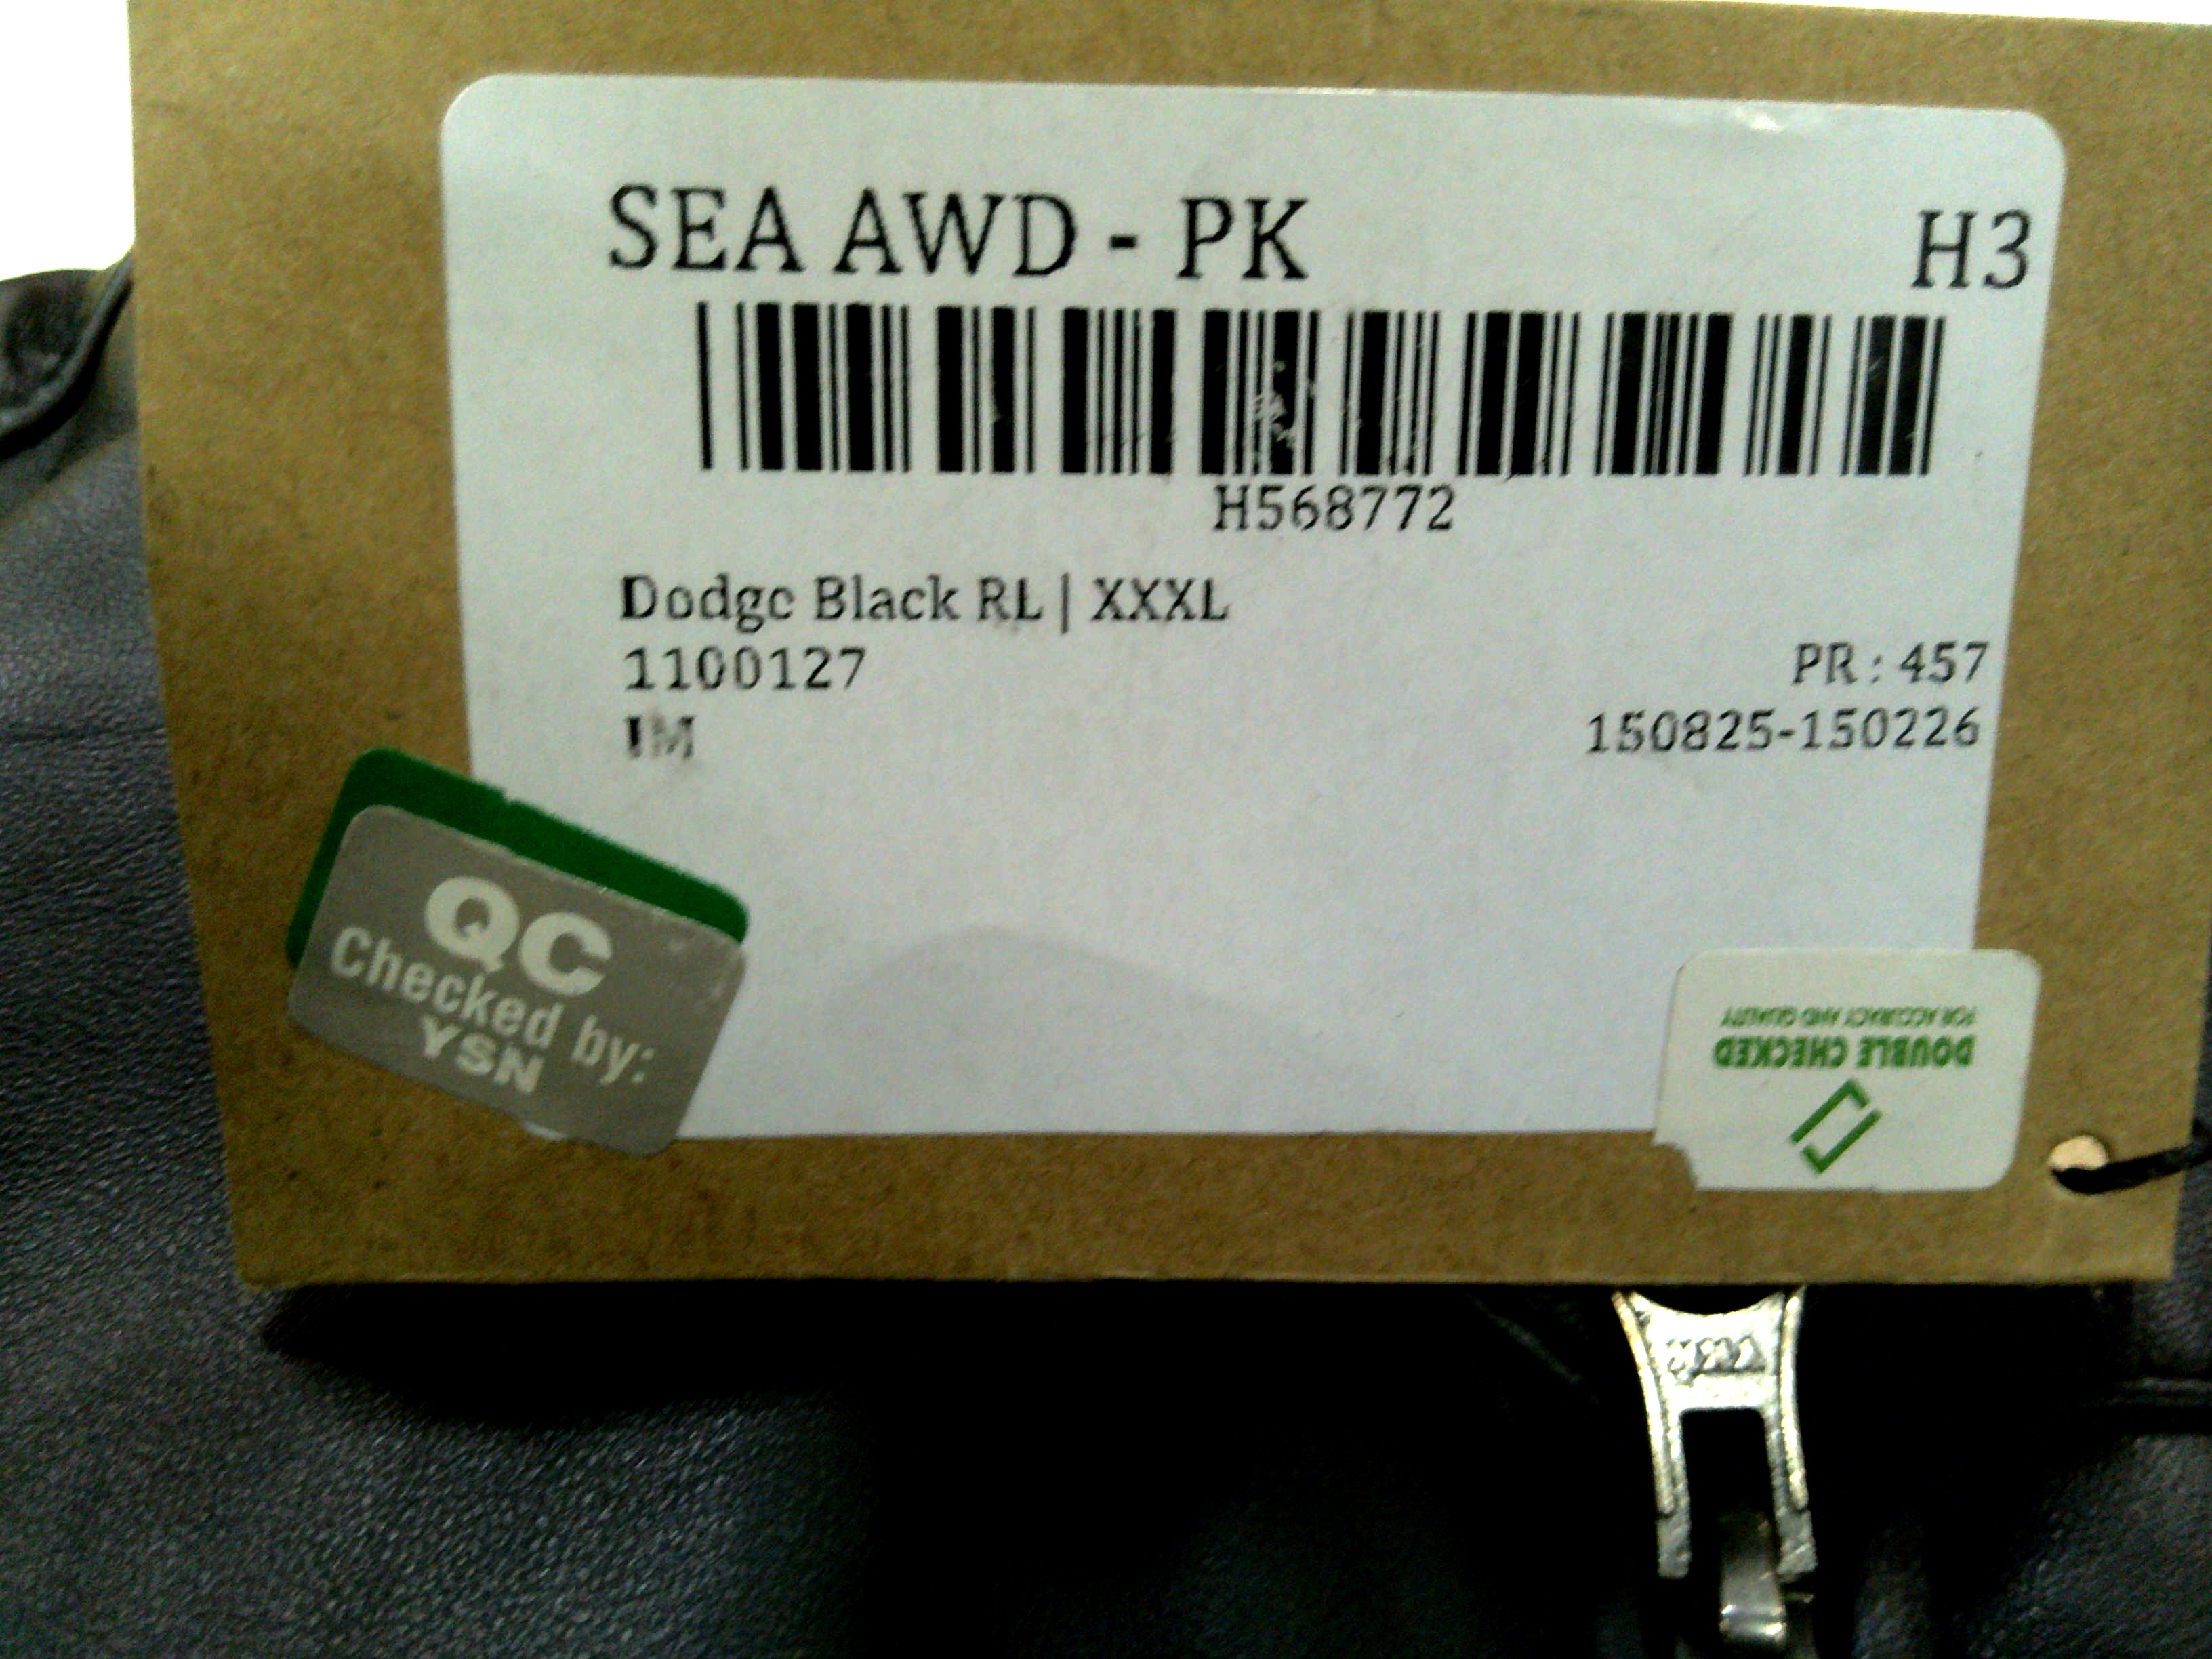 SEA AWD - PK
H3
H568772
Dodge Black RL | XXXL
1100127
PR : 457
IM
150825-150226
QC
Checked by:
YSN
DOUBLE CHECKED
FOR ACCURACY AND QUALITY